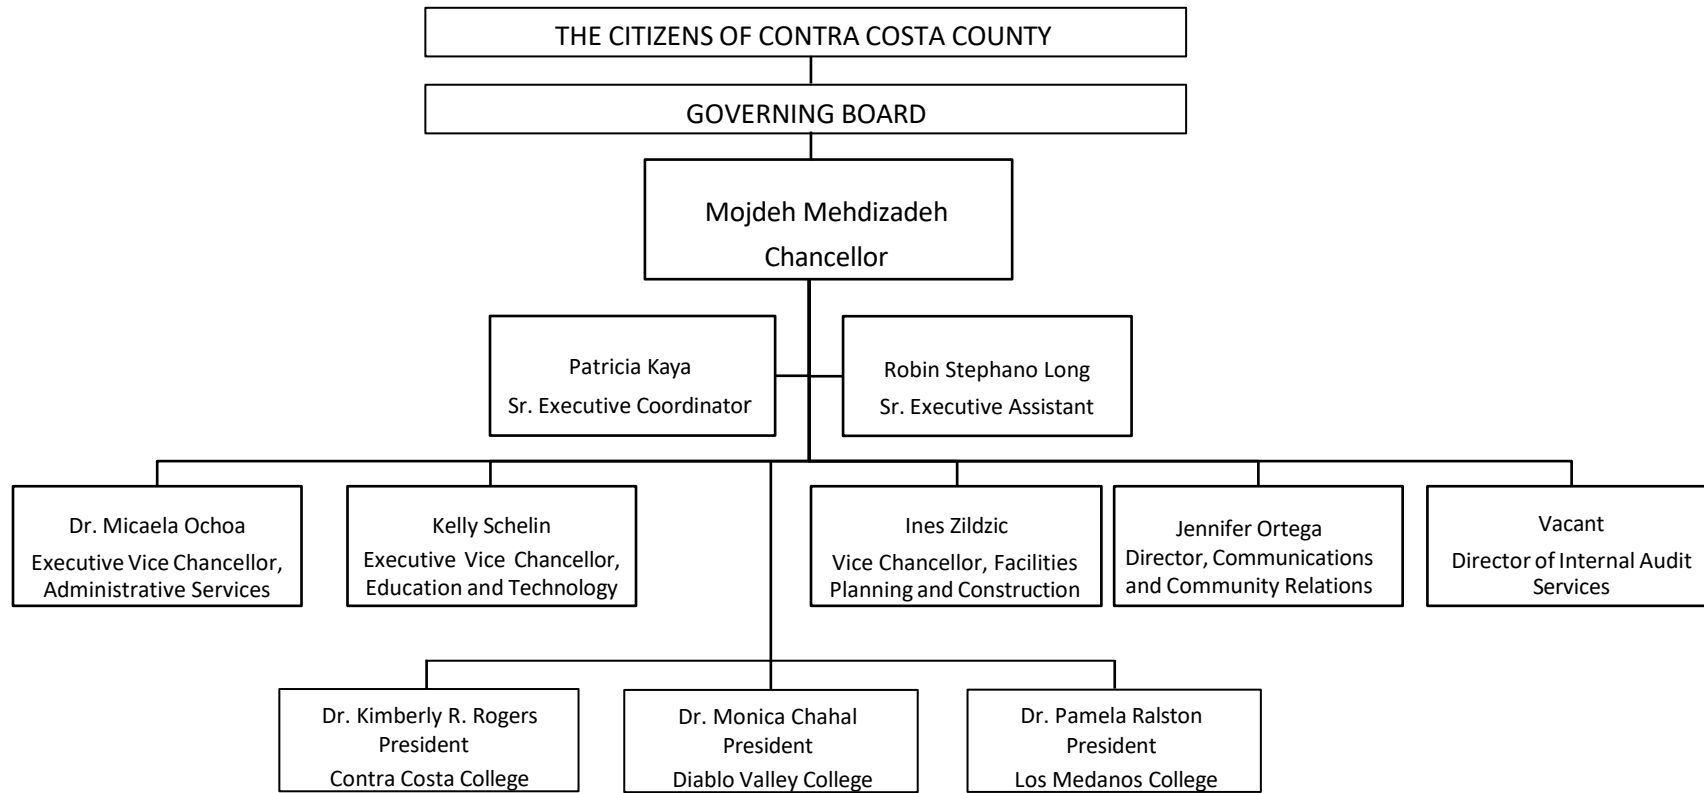 THE CITIZENS OF CONTRA COSTA COUNTY
GOVERNING BOARD
Mojdeh Mehdizadeh
Chancellor
Patricia Kaya
Sr. Executive Coordinator
Robin Stephano Long
Sr. Executive Assistant
Dr. Micaela Ochoa
Executive Vice Chancellor,
Administrative Services
Kelly Schelin
Executive Vice Chancellor,
Education and Technology
Ines Zildzic
Vice Chancellor, Facilities
Planning and Construction
Jennifer Ortega
Director, Communications
and Community Relations
Vacant
Director of Internal Audit
Services
Dr. Kimberly R. Rogers
President
Contra Costa College
Dr. Monica Chahal
President
Diablo Valley College
Dr. Pamela Ralston
President
Los Medanos College